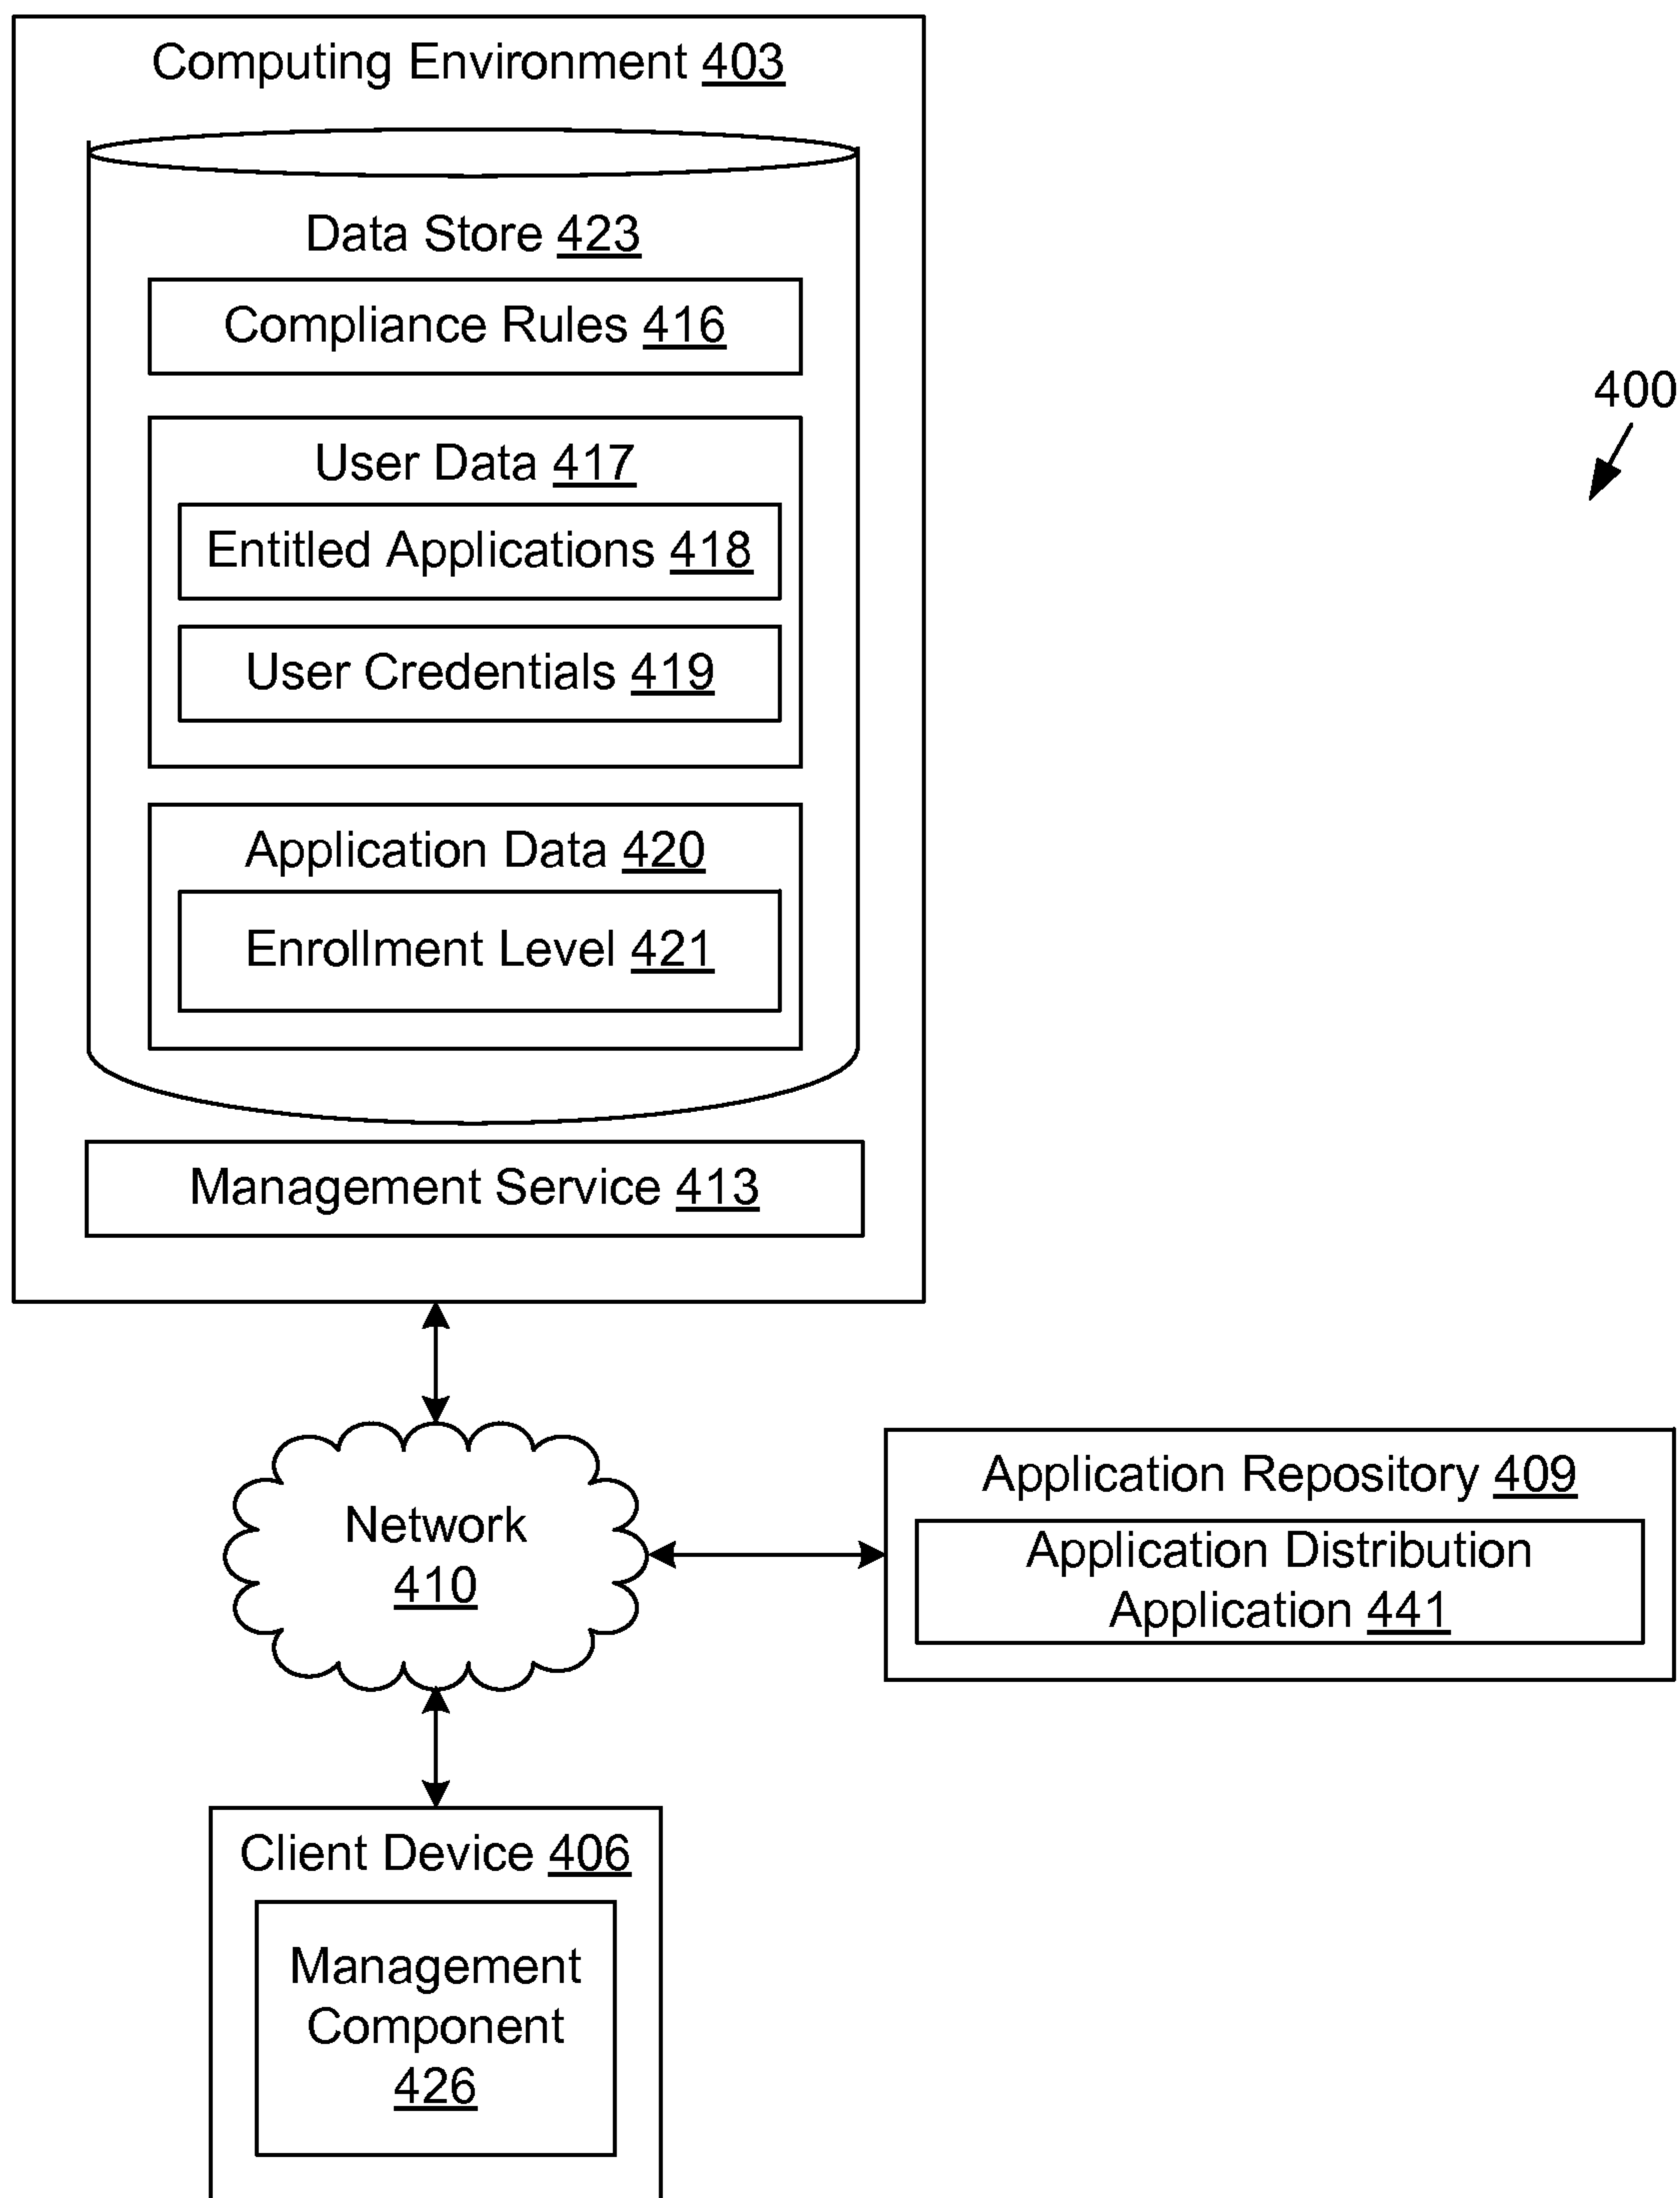 Computing Environment 403
Data Store 423
Compliance Rules 416
400
User Data 417
Entitled Applications 418
User Credentials 419
Application Data 420
Enrollment Level 421
Management Service 413
Network
410
Application Repository 409
Application Distribution
Application 441
Client Device 406
Management
Component
426